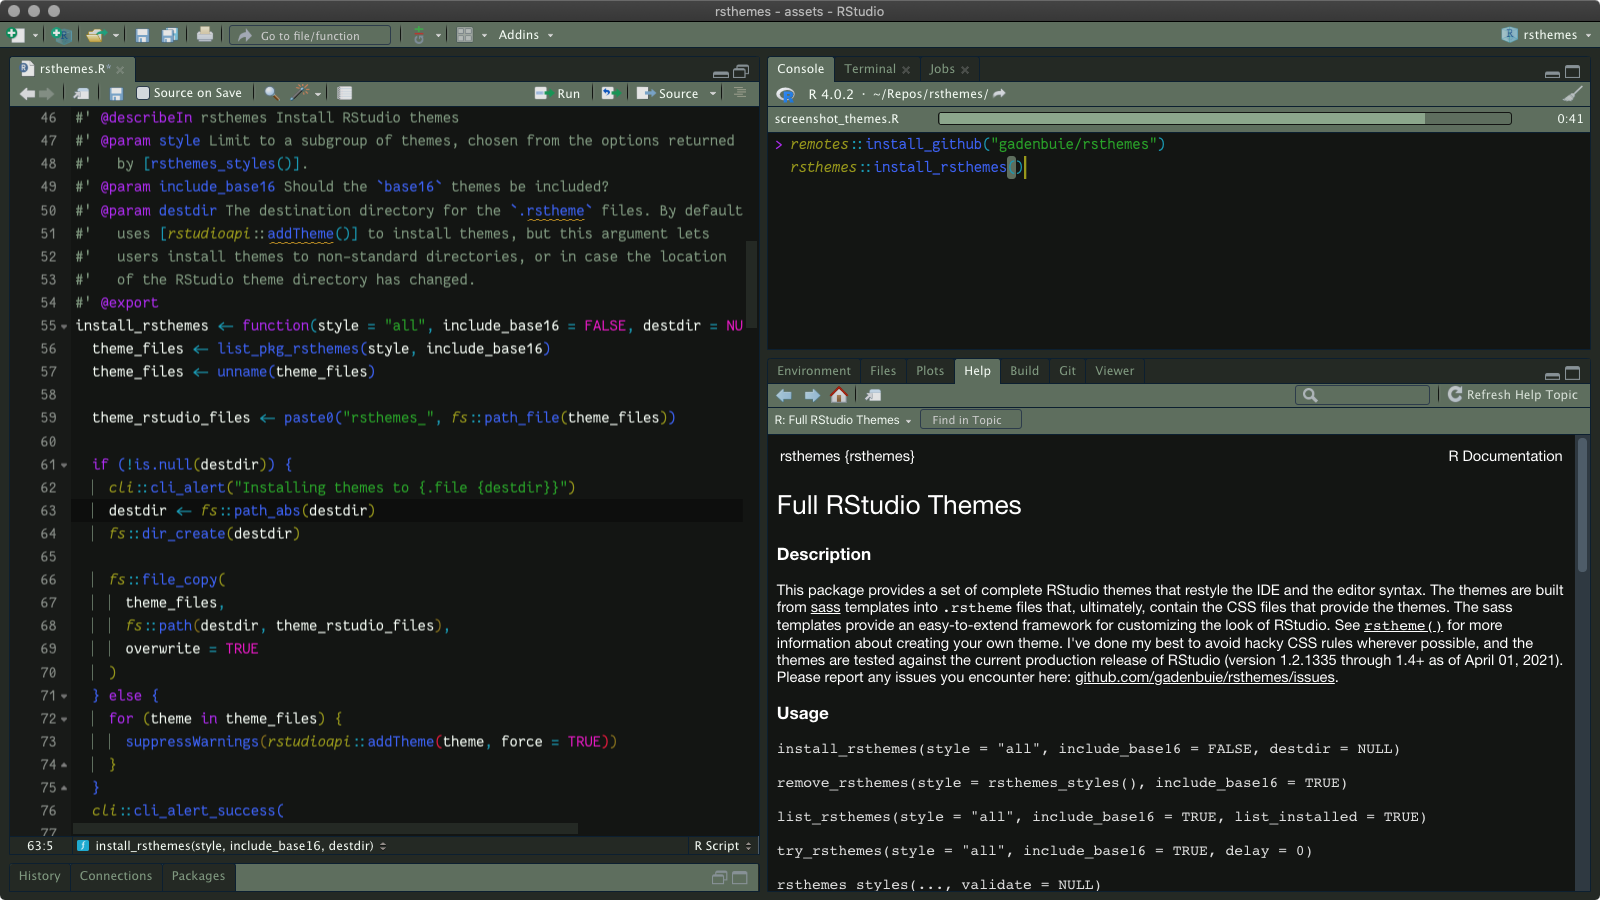 rsthemes - assets - RStudio
Go to file/function
Addins
rsthemes
rsthemes.R*
Source on Save
Run
Source
46 #' @describeIn rsthemes Install RStudio themes
47 #' @param style Limit to a subgroup of themes, chosen from the options returned
48 #'   by [rsthemes_styles()].
49 #' @param include_base16 Should the `base16` themes be included?
50 #' @param destdir The destination directory for the `.rstheme` files. By default
51 #'   uses [rstudioapi::addTheme()] to install themes, but this argument lets
52 #'   users install themes to non-standard directories, or in case the location
53 #'   of the RStudio theme directory has changed.
54 #' @export
55 install_rsthemes <- function(style = "all", include_base16 = FALSE, destdir = NU
56   theme_files <- list_pkg_rsthemes(style, include_base16)
57   theme_files <- unname(theme_files)
58
59   theme_rstudio_files <- paste0("rsthemes_", fs::path_file(theme_files))
60
61   if (!is.null(destdir)) {
62     cli::cli_alert("Installing themes to {.file {destdir}}")
63     destdir <- fs::path_abs(destdir)
64     fs::dir_create(destdir)
65
66     fs::file_copy(
67       theme_files,
68       fs::path(destdir, theme_rstudio_files),
69       overwrite = TRUE
70     )
71   } else {
72     for (theme in theme_files) {
73       suppressWarnings(rstudioapi::addTheme(theme, force = TRUE))
74     }
75   }
76   cli::cli_alert_success(
77
63:5 install_rsthemes(style, include_base16, destdir)
R Script
History
Connections
Packages
Console
Terminal
Jobs
R 4.0.2 · ~/Repos/rsthemes/
screenshot_themes.R
0:41
> remotes::install_github("gadenbuie/rsthemes")
rsthemes::install_rsthemes()
Environment
Files
Plots
Help
Build
Git
Viewer
Refresh Help Topic
R: Full RStudio Themes
Find in Topic
rsthemes {rsthemes}
R Documentation
Full RStudio Themes
Description
This package provides a set of complete RStudio themes that restyle the IDE and the editor syntax. The themes are built
from sass templates into .rstheme files that, ultimately, contain the CSS files that provide the themes. The sass
templates provide an easy-to-extend framework for customizing the look of RStudio. See rstheme() for more
information about creating your own theme. I've done my best to avoid hacky CSS rules wherever possible, and the
themes are tested against the current production release of RStudio (version 1.2.1335 through 1.4+ as of April 01, 2021).
Please report any issues you encounter here: github.com/gadenbuie/rsthemes/issues.
Usage
install_rsthemes(style = "all", include_base16 = FALSE, destdir = NULL)
remove_rsthemes(style = rsthemes_styles(), include_base16 = TRUE)
list_rsthemes(style = "all", include_base16 = TRUE, list_installed = TRUE)
try_rsthemes(style = "all", include_base16 = TRUE, delay = 0)
rsthemes_styles(..., validate = NULL)